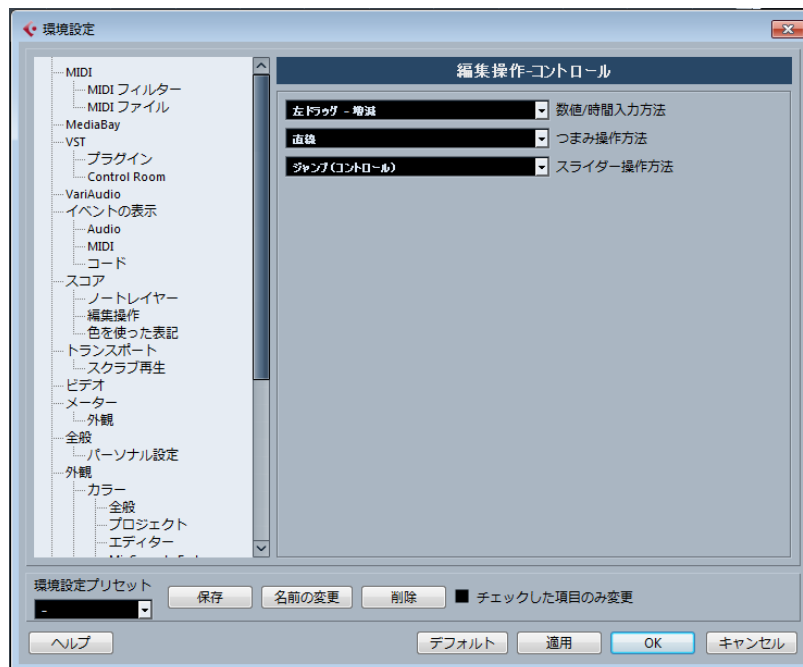 環境設定
MIDI
MIDI フィルター
MIDI ファイル
MediaBay
VST
プラグイン
Control Room
VariAudio
イベントの表示
Audio
MIDI
コード
スコア
ノートレイヤー
編集操作
色を使った表記
トランスポート
スクラブ再生
ビデオ
メーター
外観
全般
パーソナル設定
外観
カラー
全般
プロジェクト
エディター
編集操作-コントロール
左ドラッグ - 増減 数値/時間入力方法
直線 つまみ操作方法
ジャンプ(コントロール) スライダー操作方法
環境設定プリセット
-
保存 名前の変更 削除 チェックした項目のみ変更
ヘルプ デフォルト 適用 OK キャンセル